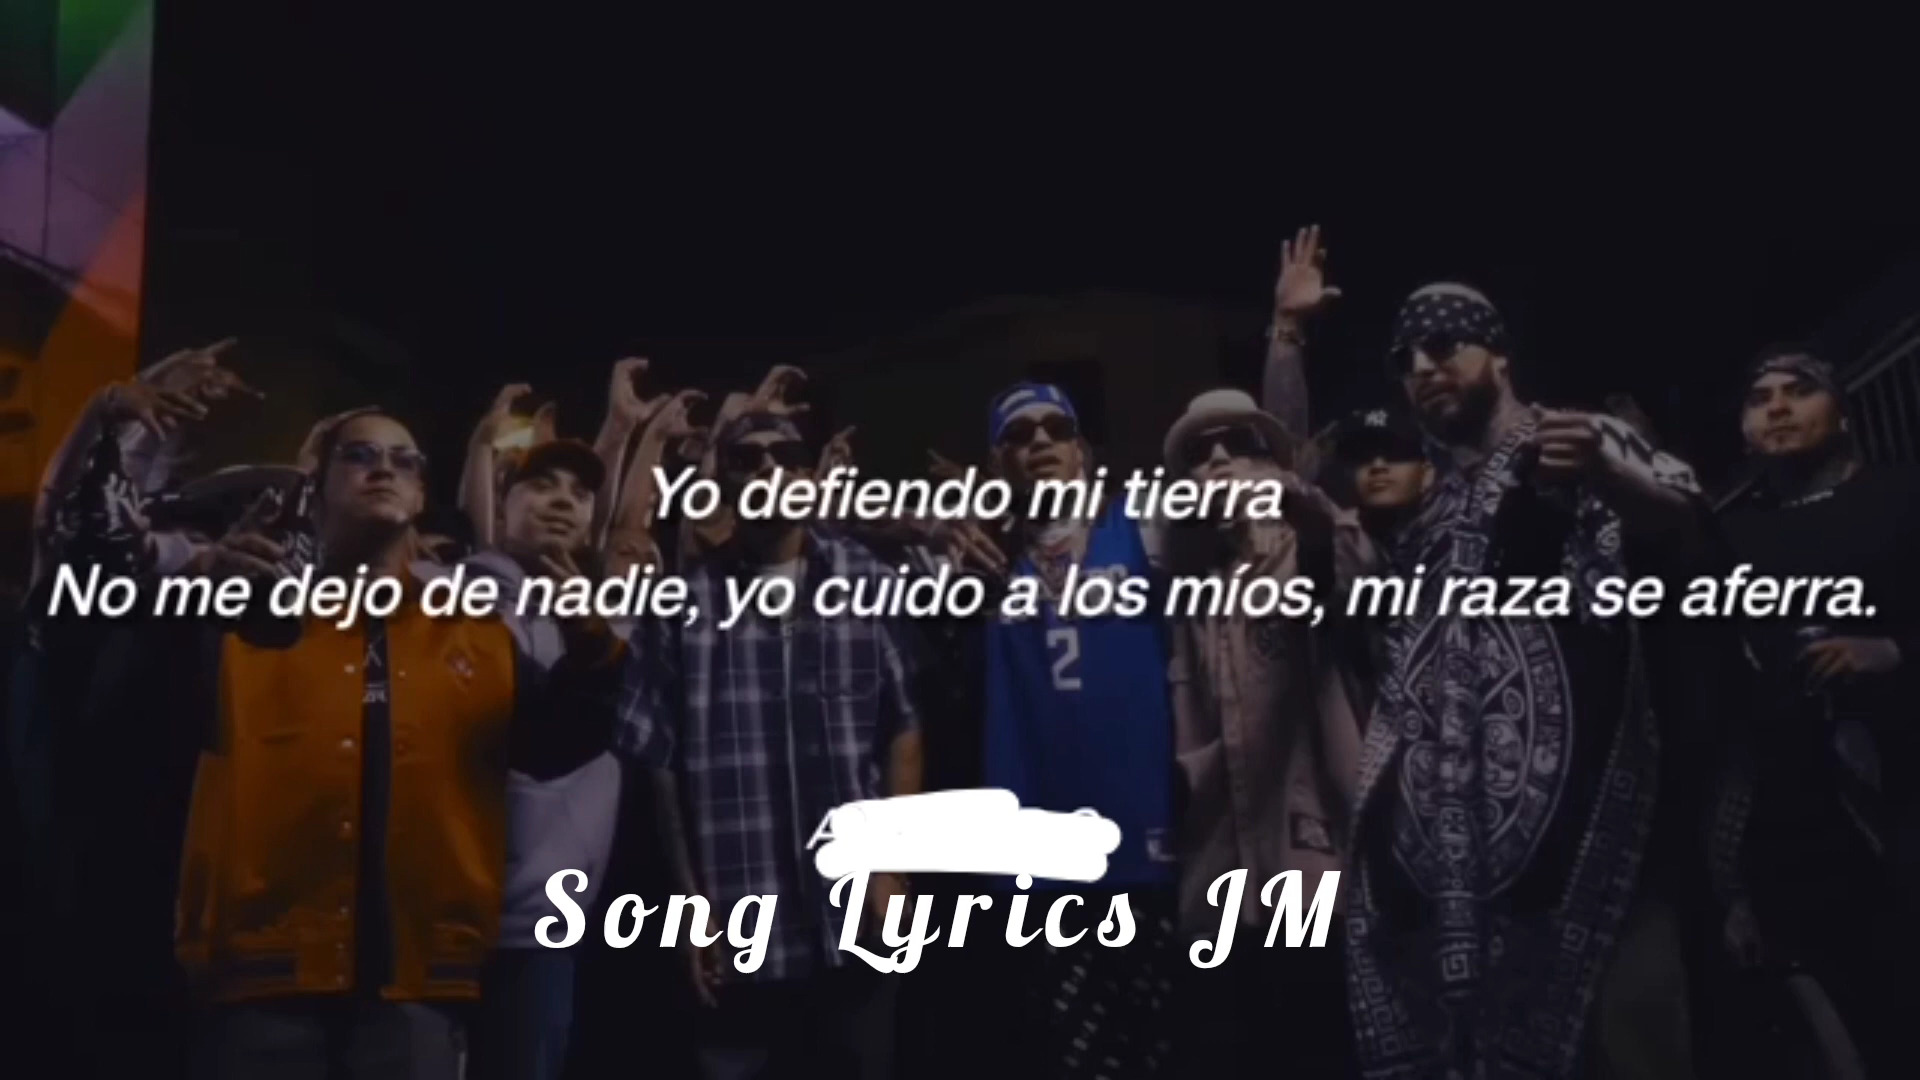 Yo defiendo mi tierra
No me dejo de nadie, yo cuido a los míos, mi raza se aferra.
2
Song Lyrics JM